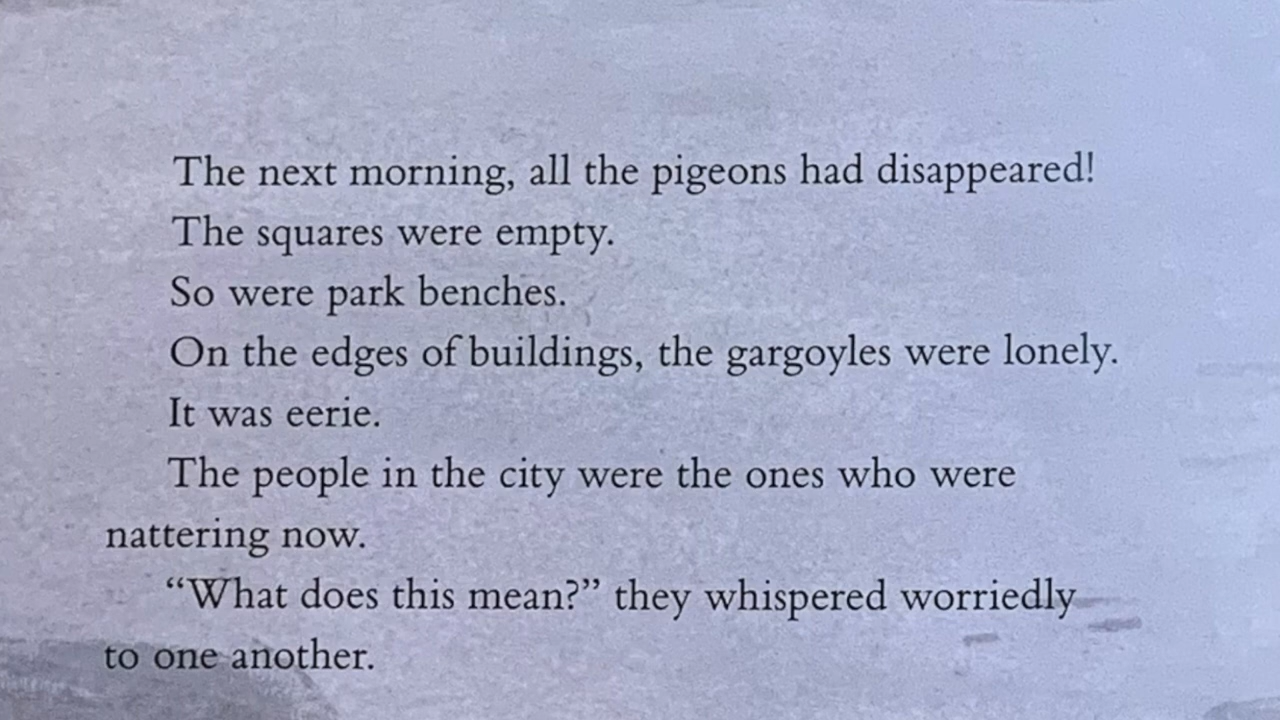 The next morning, all the pigeons had disappeared!
The squares were empty.
So were park benches.
On the edges of buildings, the gargoyles were lonely.
It was eerie.
The people in the city were the ones who were
nattering now.
“What does this mean?” they whispered worriedly
to one another.